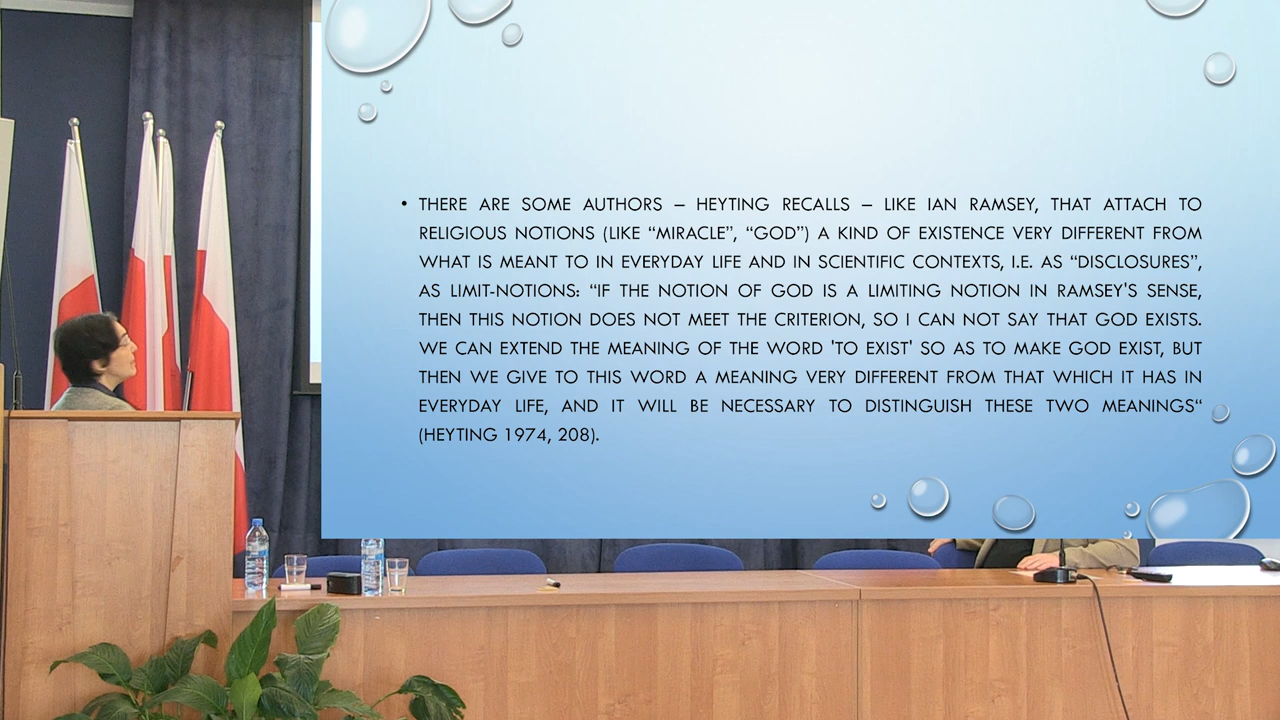 • THERE ARE SOME AUTHORS – HEYTING RECALLS – LIKE IAN RAMSEY, THAT ATTACH TO
RELIGIOUS NOTIONS (LIKE “MIRACLE”, “GOD”) A KIND OF EXISTENCE VERY DIFFERENT FROM
WHAT IS MEANT TO IN EVERYDAY LIFE AND IN SCIENTIFIC CONTEXTS, I.E. AS “DISCLOSURES”,
AS LIMIT-NOTIONS: “IF THE NOTION OF GOD IS A LIMITING NOTION IN RAMSEY'S SENSE,
THEN THIS NOTION DOES NOT MEET THE CRITERION, SO I CAN NOT SAY THAT GOD EXISTS.
WE CAN EXTEND THE MEANING OF THE WORD 'TO EXIST' SO AS TO MAKE GOD EXIST, BUT
THEN WE GIVE TO THIS WORD A MEANING VERY DIFFERENT FROM THAT WHICH IT HAS IN
EVERYDAY LIFE, AND IT WILL BE NECESSARY TO DISTINGUISH THESE TWO MEANINGS“
(HEYTING 1974, 208).